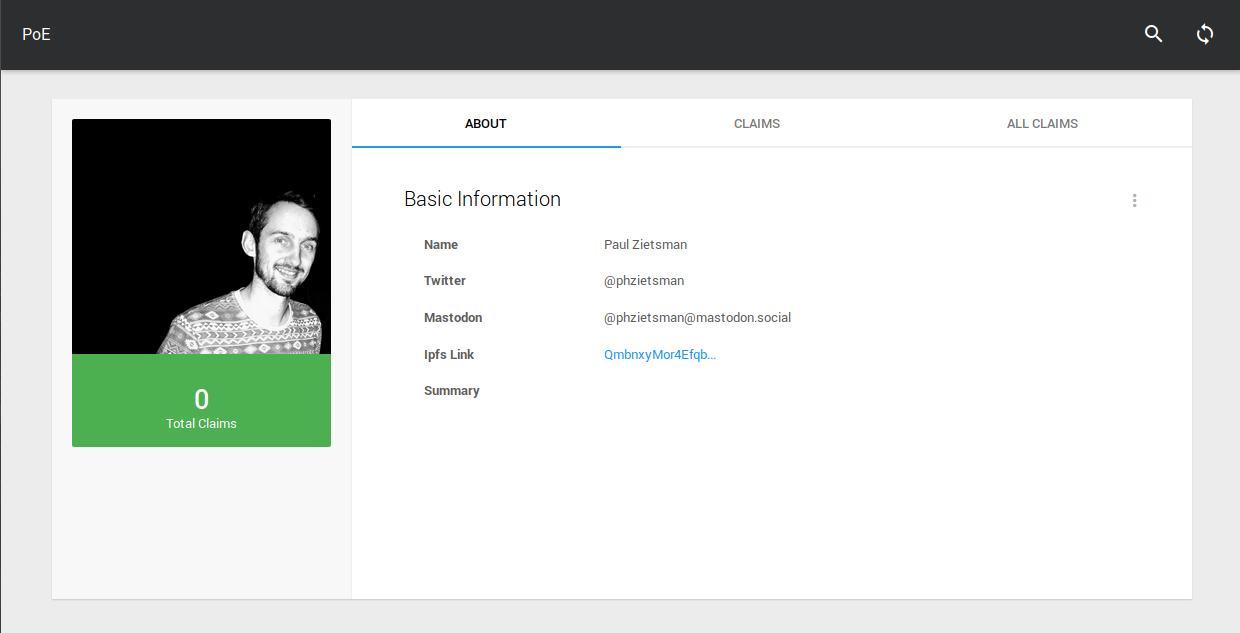 PoE
ABOUT CLAIMS ALL CLAIMS
Basic Information
Name Paul Zietsman
Twitter @phzietsman
Mastodon @phzietsman@mastodon.social
Ipfs Link QmbnxyMor4Efqb...
Summary
0
Total Claims